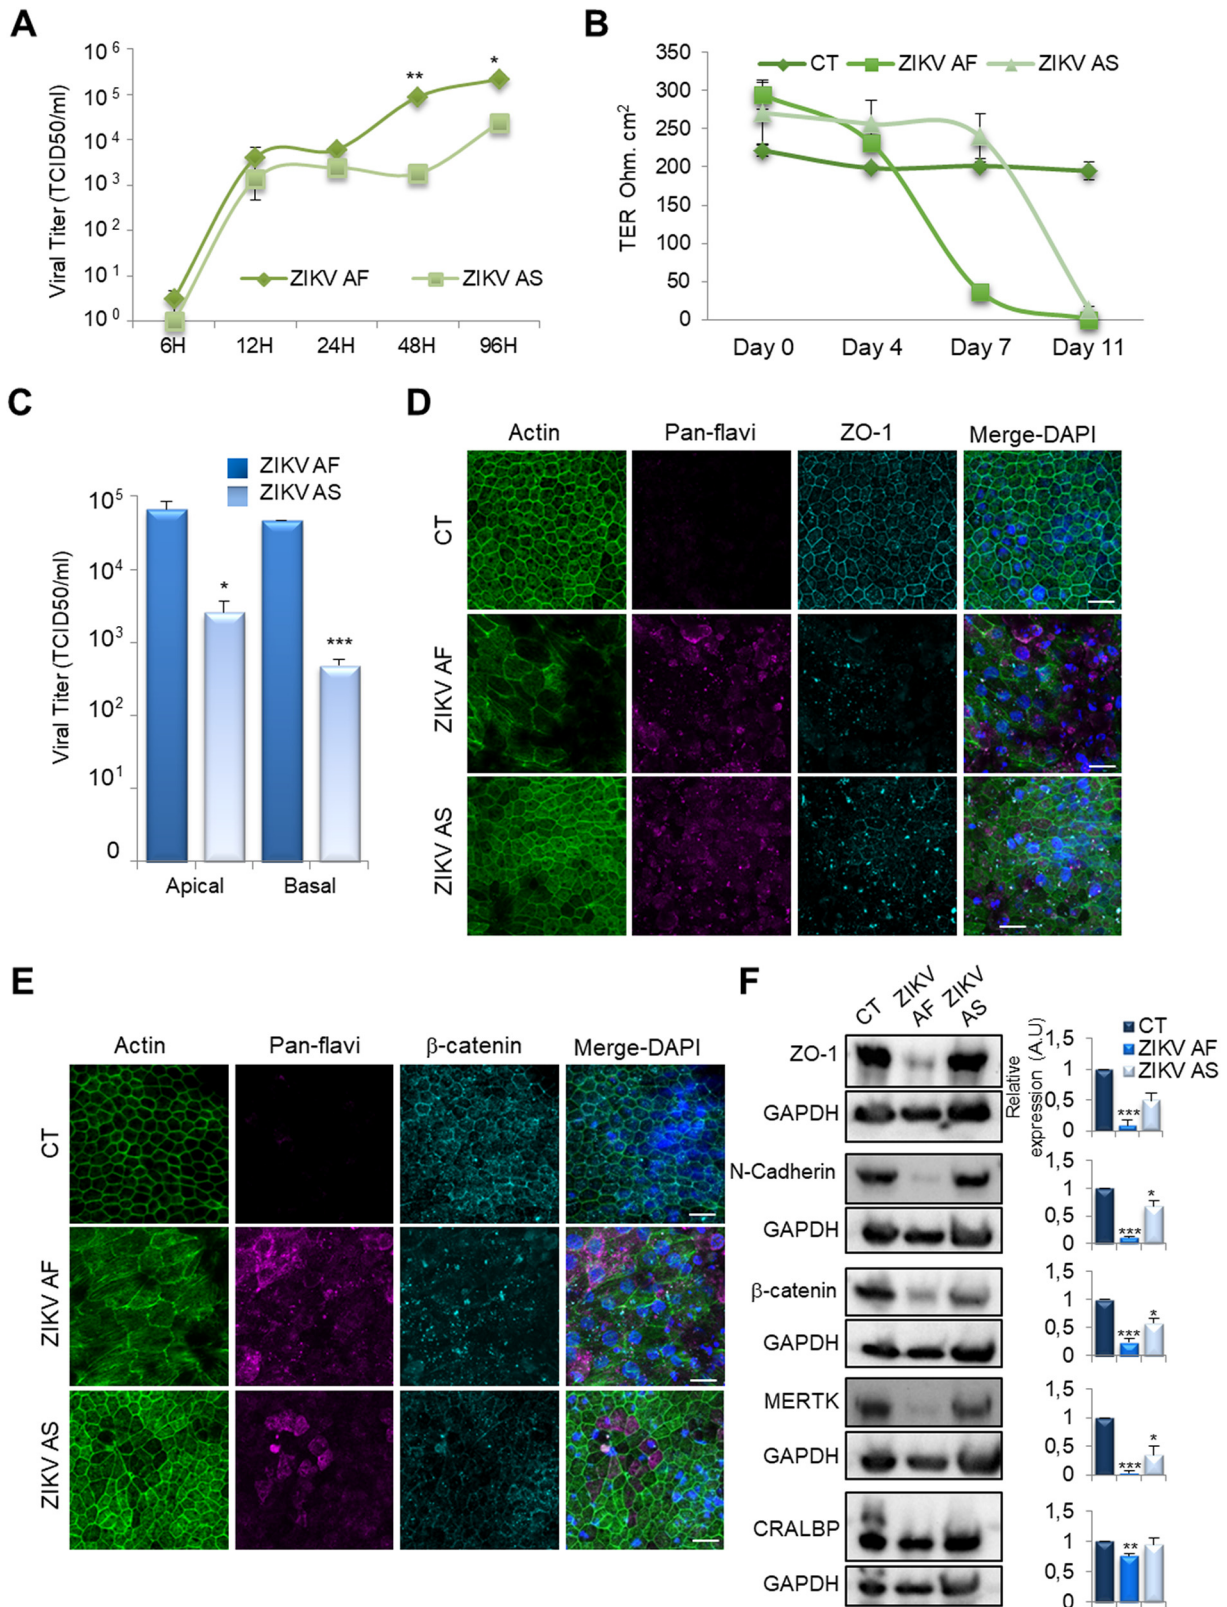 A
Viral Titer (TCID50/ml)
10 6
10 5
10 4
10 3
10 2
10 1
10 0
**
*
ZIKV AF
ZIKV AS
6H 12H 24H 48H 96H
B
TER Ohm. cm2
350
300
250
200
150
100
50
0
CT
ZIKV AF
ZIKV AS
Day 0 Day 4 Day 7 Day 11
C
ZIKV AF
ZIKV AS
Viral Titer (TCID50/ml)
10 5
10 4
10 3
10 2
10 1
0
*
***
Apical Basal
D
Actin Pan-flavi ZO-1 Merge-DAPI
CT
ZIKV AF
ZIKV AS
E
Actin Pan-flavi β-catenin Merge-DAPI
CT
ZIKV AF
ZIKV AS
F
CT
ZIKV
AF
ZIKV
AS
ZO-1
GAPDH
N-Cadherin
GAPDH
β-catenin
GAPDH
MERTK
GAPDH
CRALBP
GAPDH
Relative
expression (A.U)
CT
ZIKV AF
ZIKV AS
1,5
1
0,5
0
***
1,5
1
0,5
0
***
*
1,5
1
0,5
0
***
*
1,5
1
0,5
0
***
*
1,5
1
0,5
0
**